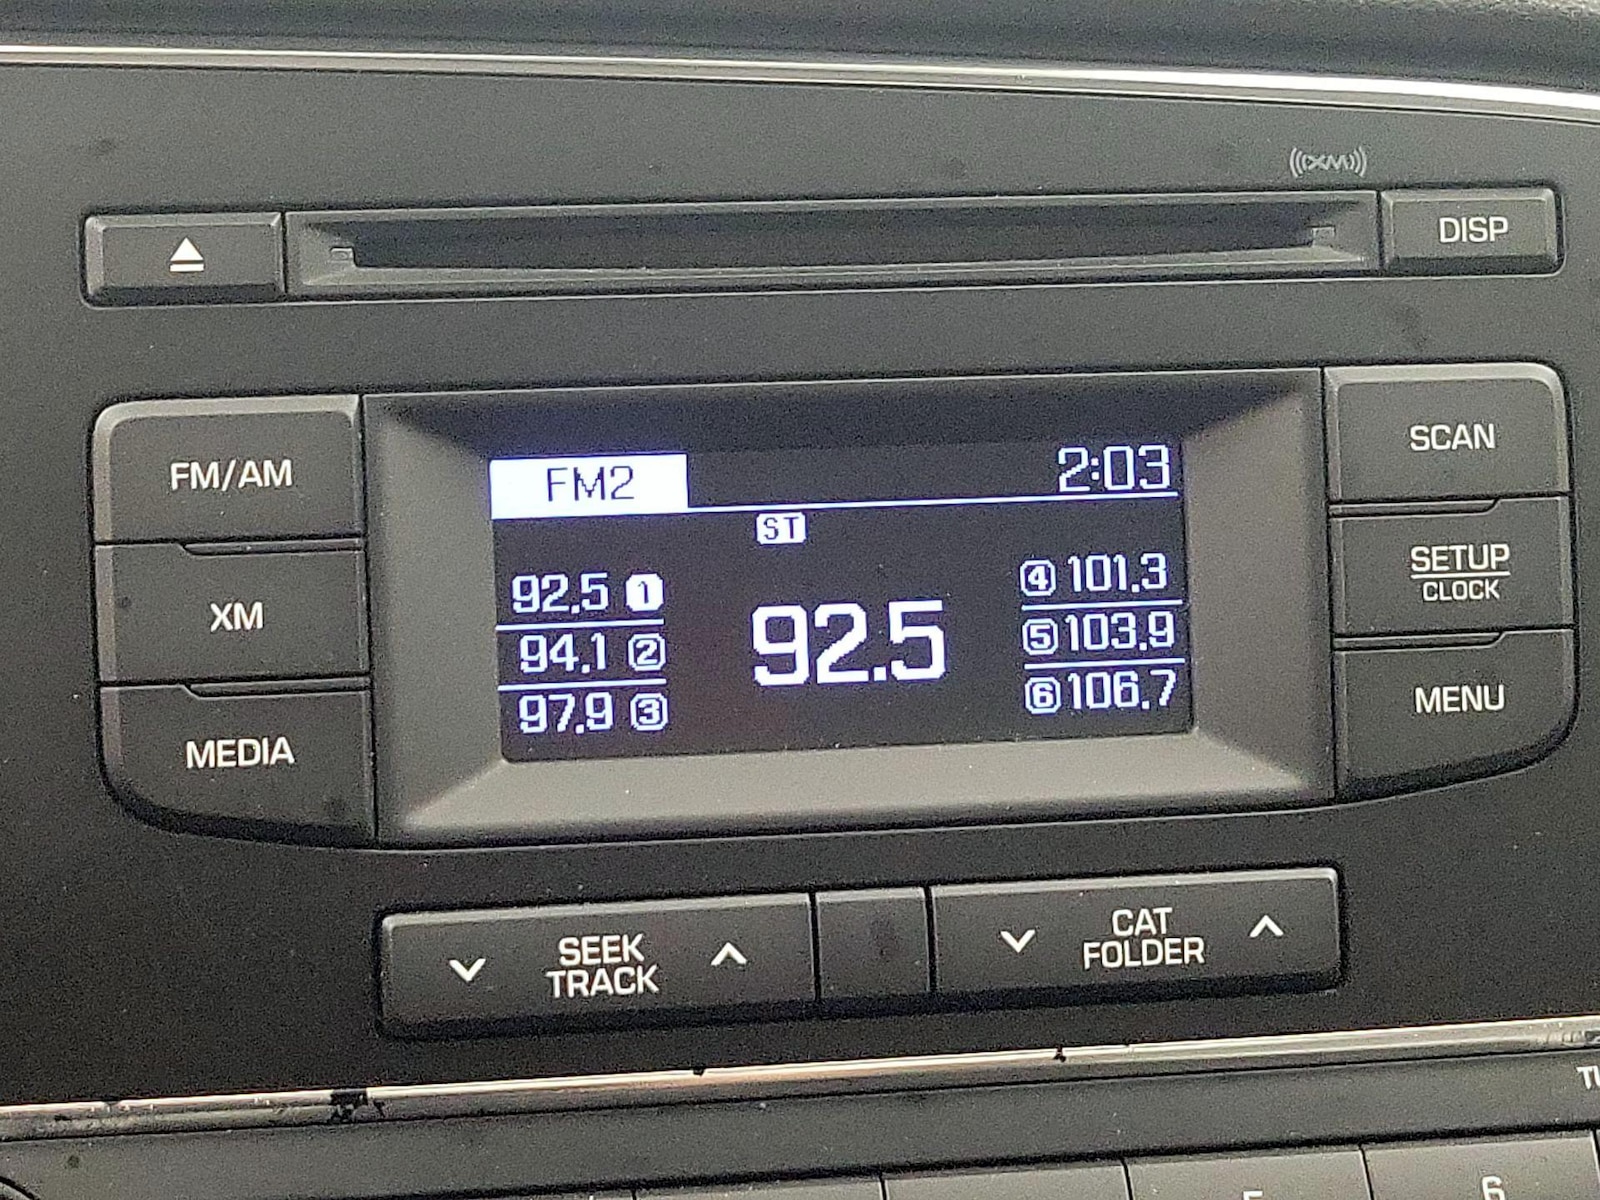 XM
DISP
FM/AM
XM
MEDIA
FM2
2:03
ST
92.5 1
94.1 2
97.9 3
92.5
4 101.3
5 103.9
6 106.7
SCAN
SETUP
CLOCK
MENU
SEEK
TRACK
CAT
FOLDER
6